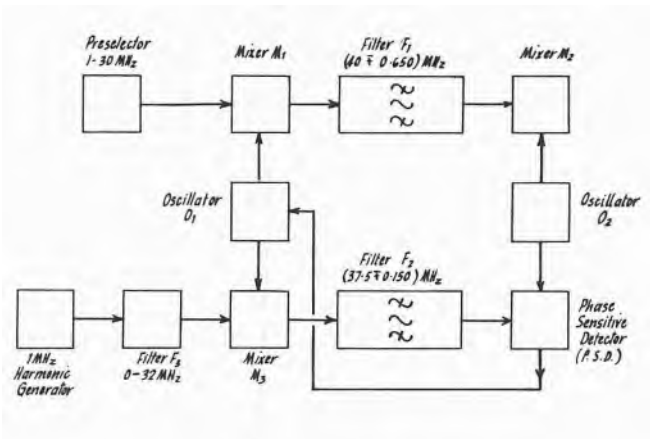 Preselector
1-30 MHz
Mixer M1
Filter F1
(40 ∓ 0·650) MHz
Mixer M2
Oscillator
O1
Oscillator
O2
Filter F2
(37·5 ∓ 0·150) MHz
1 MHz
Harmonic
Generator
Filter F3
0-32 MHz
Mixer
M3
Phase
Sensitive
Detector
(P.S.D.)